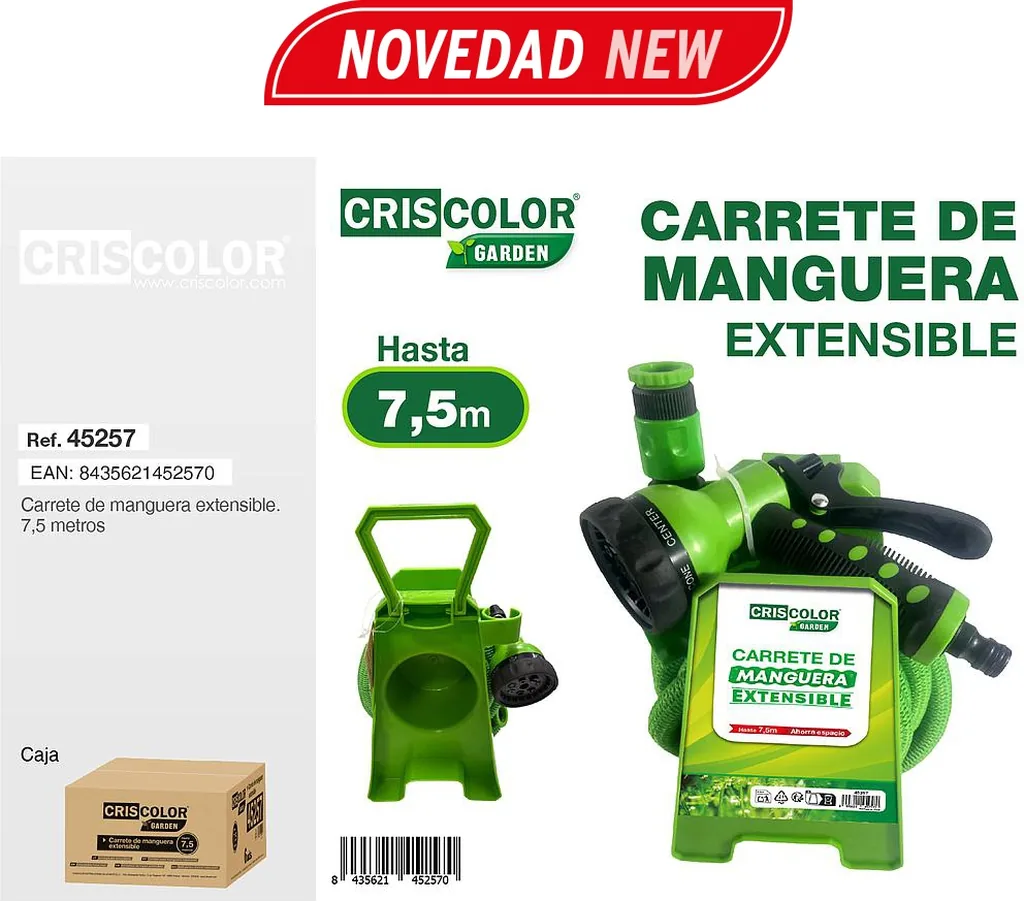 NOVEDAD NEW
CRISCOLOR®
www.criscolor.com
Ref. 45257
EAN: 8435621452570
Carrete de manguera extensible.
7,5 metros
Caja
CRISCOLOR
GARDEN
Carrete de manguera
extensible
7,5
45257
CRISCOLOR®
GARDEN
Hasta
7,5m
8 435621 452570
CARRETE DE
MANGUERA
EXTENSIBLE
CENTER
CRISCOLOR
GARDEN
CARRETE DE
MANGUERA
EXTENSIBLE
Hasta 7,5m Ahorra espacio
45257